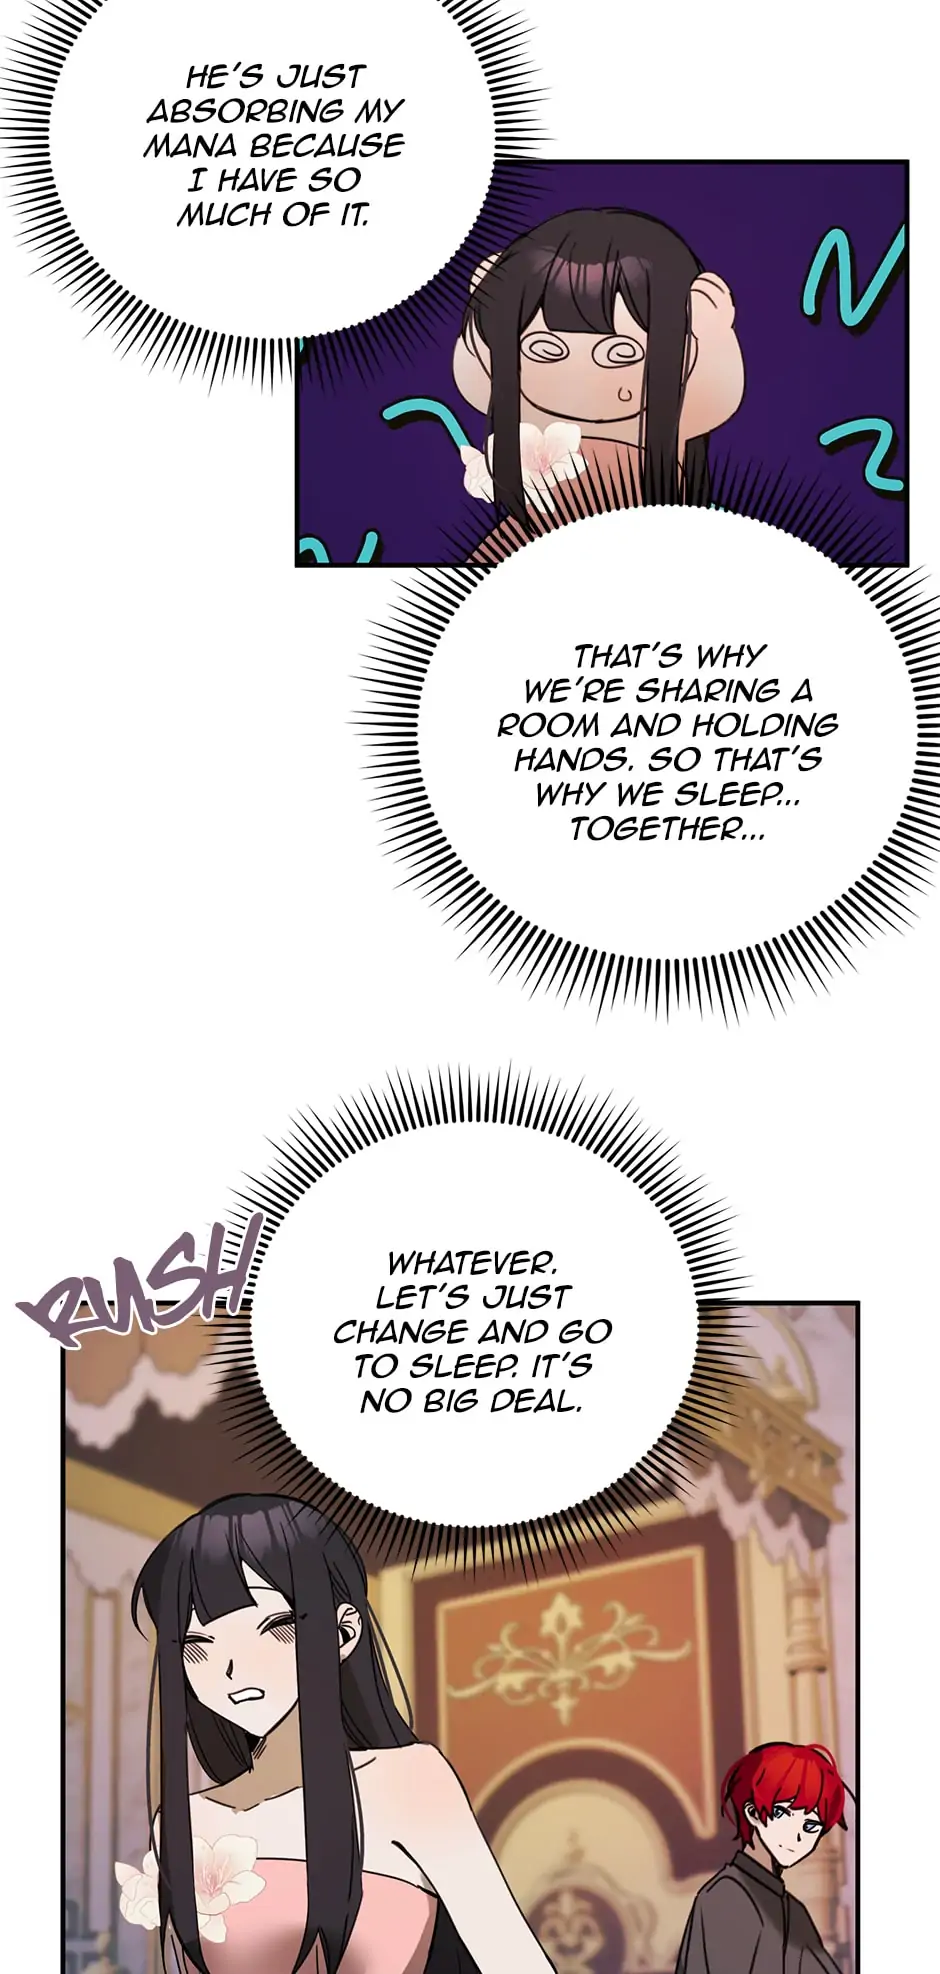 HE'S JUST
ABSORBING MY
MANA BECAUSE
I HAVE SO
MUCH OF IT.
THAT'S WHY
WE'RE SHARING A
ROOM AND HOLDING
HANDS. SO THAT'S
WHY WE SLEEP...
TOGETHER...
RUSH
WHATEVER.
LET'S JUST
CHANGE AND GO
TO SLEEP. IT'S
NO BIG DEAL.